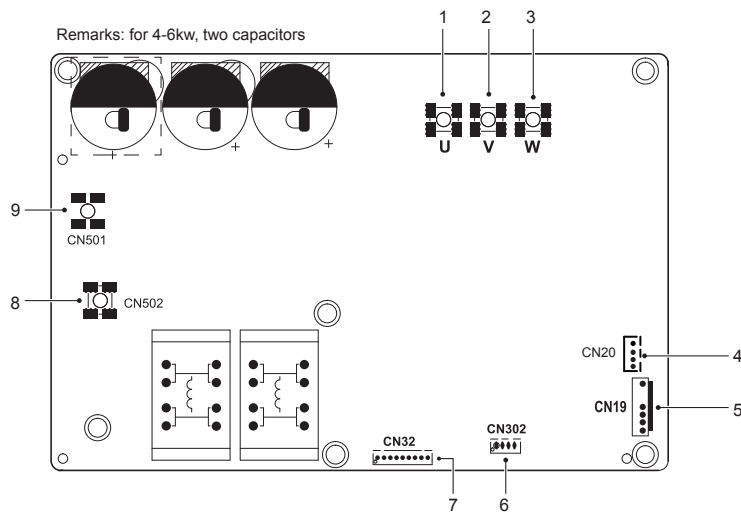 Remarks: for 4-6kw, two capacitors
1 2 3
U V W
+ + +
9
CN501
8 CN502
CN20 4
CN19 5
CN302
CN32
7 6